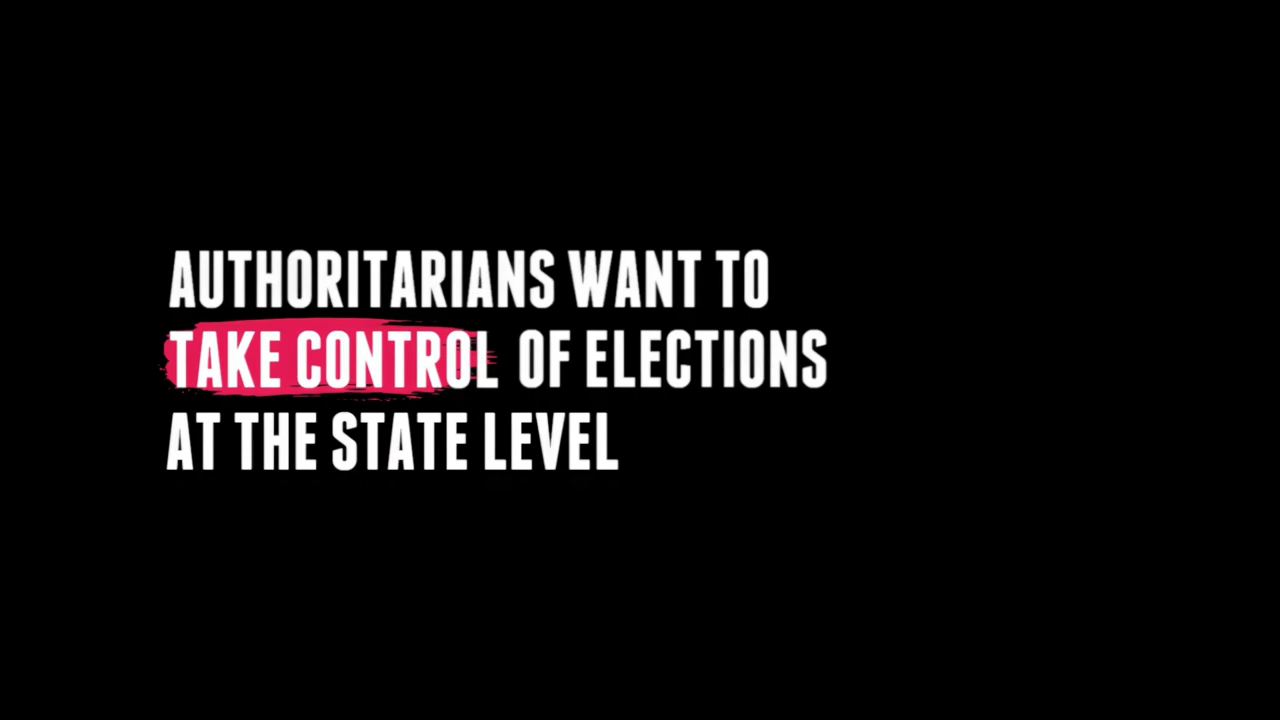 AUTHORITARIANS WANT TO
TAKE CONTROL OF ELECTIONS
AT THE STATE LEVEL